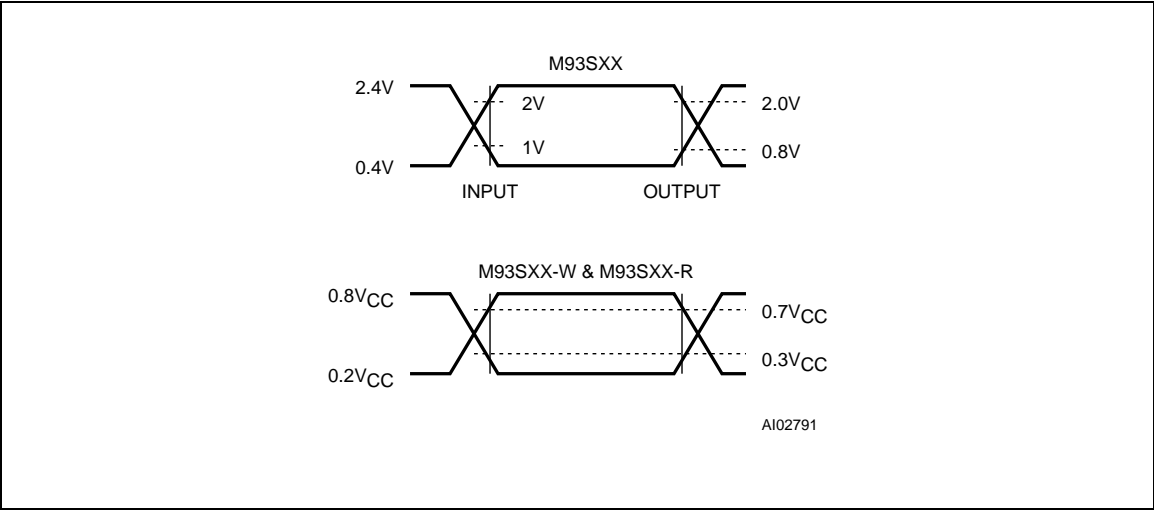 M93SXX
2.4V
2V
2.0V
1V
0.8V
0.4V
INPUT
OUTPUT
M93SXX-W & M93SXX-R
0.8VCC
0.7VCC
0.3VCC
0.2VCC
AI02791